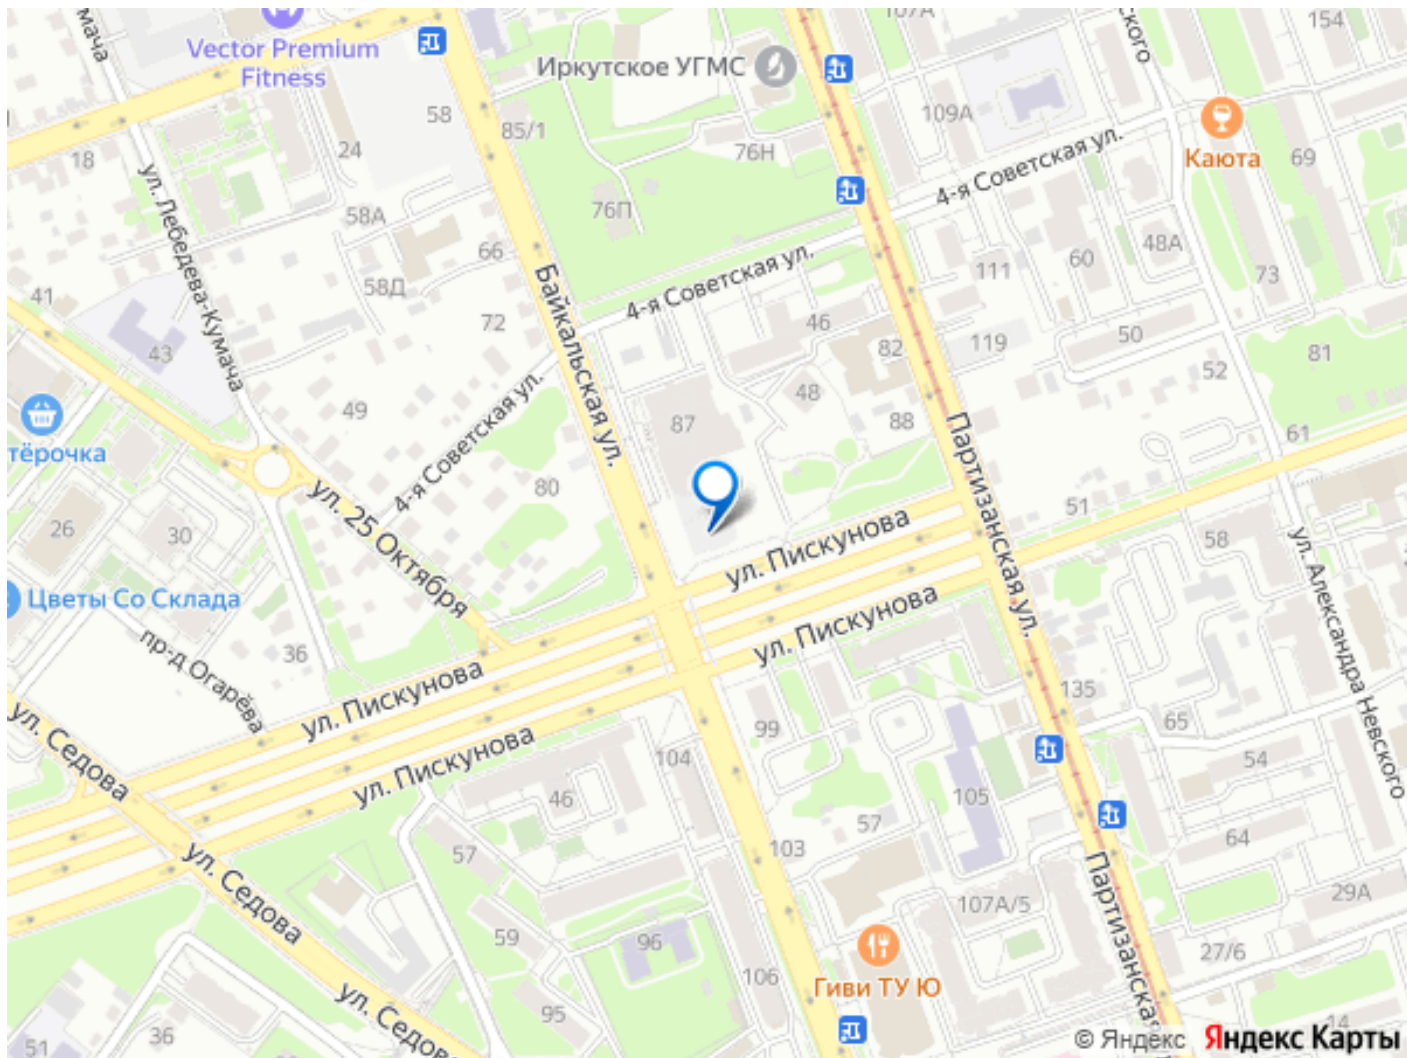 мача
Vector Premium
Fitness
58
85/1
Иркутское УГМС
107А
ского
154
109А
Каюта
69
18
24
76Н
4-я Советская ул.
ул. Лебедева-Кумача
58А
76П
66
58Д
41
43
72
Байкальская ул.
4-я Советская ул.
46
82
111
60
48А
73
119
50
52
81
49
4-я Советская ул.
87
48
88
Партизанская ул.
61
тёрочка
26
30
ул. 25 Октября
80
ул. Пискунова
51
58
ул. Александра Невского
Цветы Со Склада
пр-д Огарёва
36
ул. Пискунова
ул. Пискунова
ул. Седова
ул. Пискунова
99
104
135
65
54
46
57
105
57
103
64
ул. Седова
Партизанская
107А/5
29А
59
96
27/6
106
Гиви ТУ Ю
ул. Седова
95
36
51
14
© Яндекс Яндекс Карты